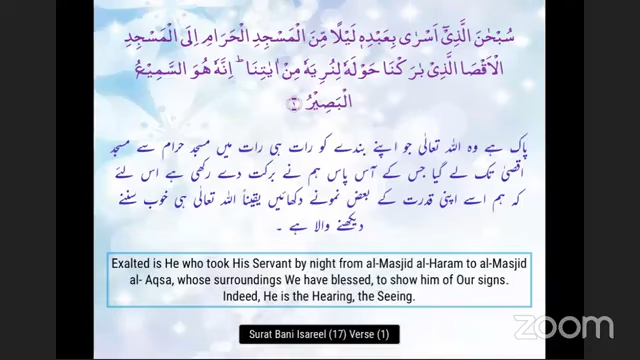 سُبْحٰنَ الَّذِیْۤ اَسْرٰی بِعَبْدِهٖ لَیْلًا مِّنَ الْمَسْجِدِ الْحَرَامِ اِلَی الْمَسْجِدِ
الْاَقْصَا الَّذِیْ بٰرَكْنَا حَوْلَهٗ لِنُرِیَهٗ مِنْ اٰیٰتِنَا ؕ اِنَّهٗ هُوَ السَّمِیْعُ
الْبَصِیْرُ ﴿۱﴾
پاک ہے وہ اللہ تعالٰی جو اپنے بندے کو رات ہی رات میں مسجد حرام سے مسجد
اقصیٰ تک لے گیا جس کے آس پاس ہم نے برکت دے رکھی ہے اس لئے
کہ ہم اسے اپنی قدرت کے بعض نمونے دکھائیں یقیناً اللہ تعالٰی ہی خوب سننے
دیکھنے والا ہے ۔
Exalted is He who took His Servant by night from al-Masjid al-Haram to al-Masjid
al- Aqsa, whose surroundings We have blessed, to show him of Our signs.
Indeed, He is the Hearing, the Seeing.
Surat Bani Isareel (17) Verse (1)
zoom